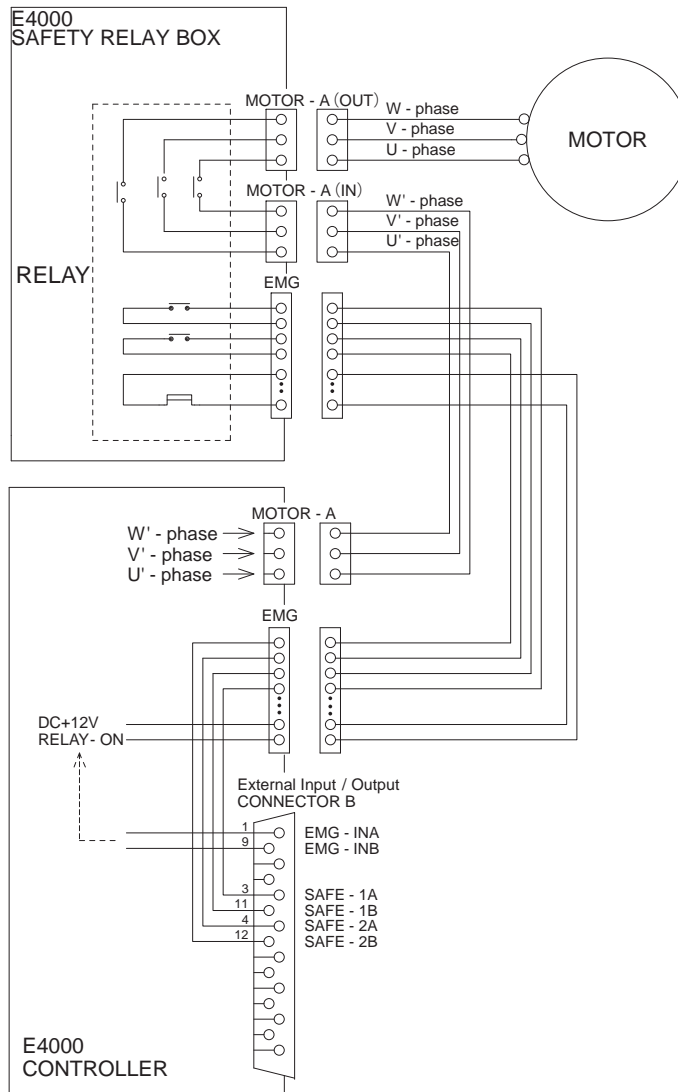 E4000
SAFETY RELAY BOX
MOTOR - A (OUT)
W - phase
V - phase
U - phase
MOTOR
MOTOR - A (IN)
W' - phase
V' - phase
U' - phase
RELAY
EMG
MOTOR - A
W' - phase
V' - phase
U' - phase
EMG
DC+12V
RELAY- ON
External Input / Output
CONNECTOR B
1 EMG - INA
9 EMG - INB
3 SAFE - 1A
11 SAFE - 1B
4 SAFE - 2A
12 SAFE - 2B
E4000
CONTROLLER